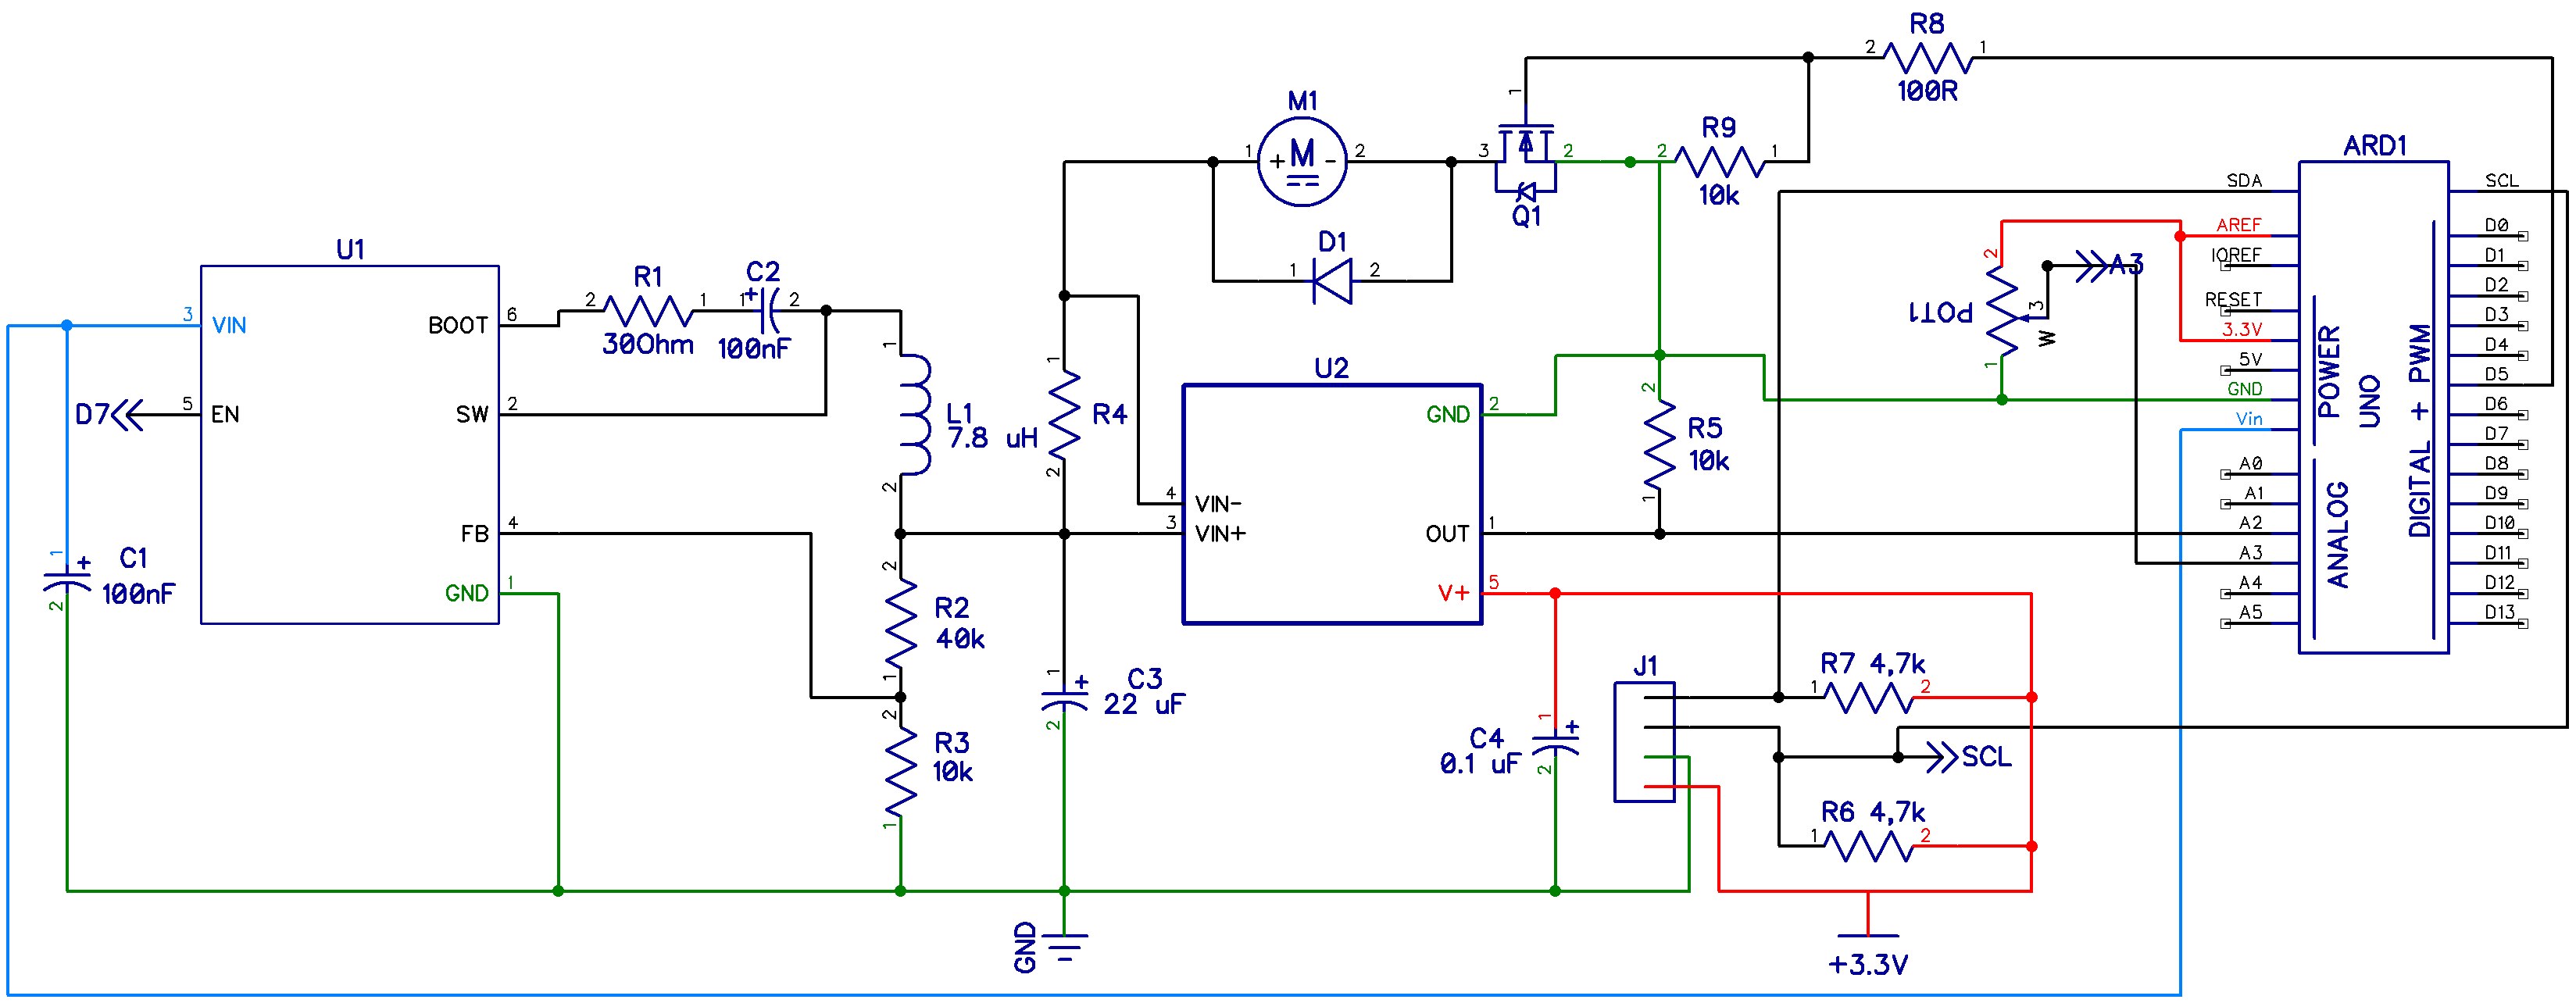 U1
3
VIN
BOOT
6
D7
5
EN
SW
2
FB
4
GND
1
1
C1
100nF
2
2
R1
1
30Ohm
1
+
C2
2
100nF
1
L1
7.8 uH
2
2
R2
40k
1
2
R3
10k
1
1
R4
2
1
+
C3
22 uF
2
GND
M1
1
+
M
-
2
D1
1
2
1
3
2
Q1
2
R9
1
10k
2
R8
1
100R
U2
GND
2
4
VIN-
3
VIN+
OUT
1
V+
5
2
R5
10k
1
1
+
C4
0.1 uF
2
J1
R7 4,7k
1
2
SCL
R6 4,7k
1
2
+3.3V
2
POT1
3
W
1
A3
ARD1
SDA
AREF
IOREF
RESET
3.3V
5V
GND
Vin
A0
A1
A2
A3
A4
A5
POWER
ANALOG
UNO
DIGITAL + PWM
SCL
D0
D1
D2
D3
D4
D5
D6
D7
D8
D9
D10
D11
D12
D13